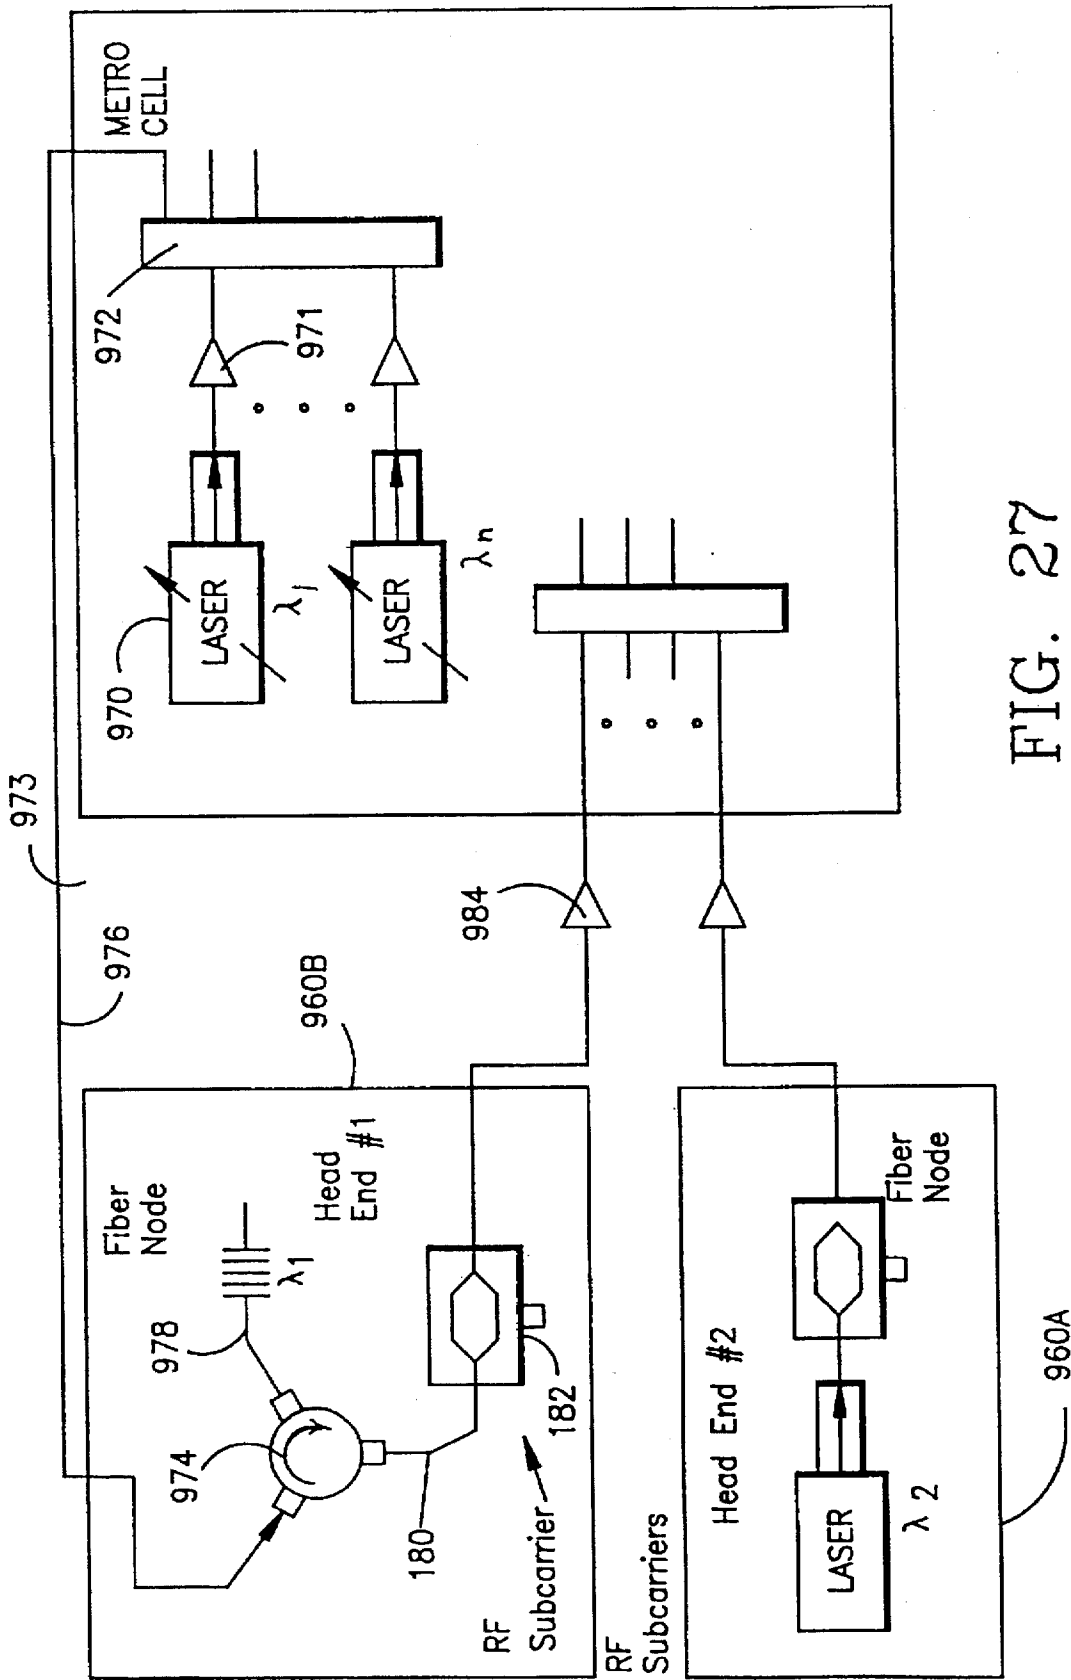 METRO
CELL
972
971
970
LASER
λj
LASER
λn
973
976
984
960B
Fiber
Node
Head
End #1
λ1
978
974
180
182
RF
Subcarrier
RF
Subcarriers
Head End #2
Fiber
Node
LASER
λ2
960A
FIG. 27